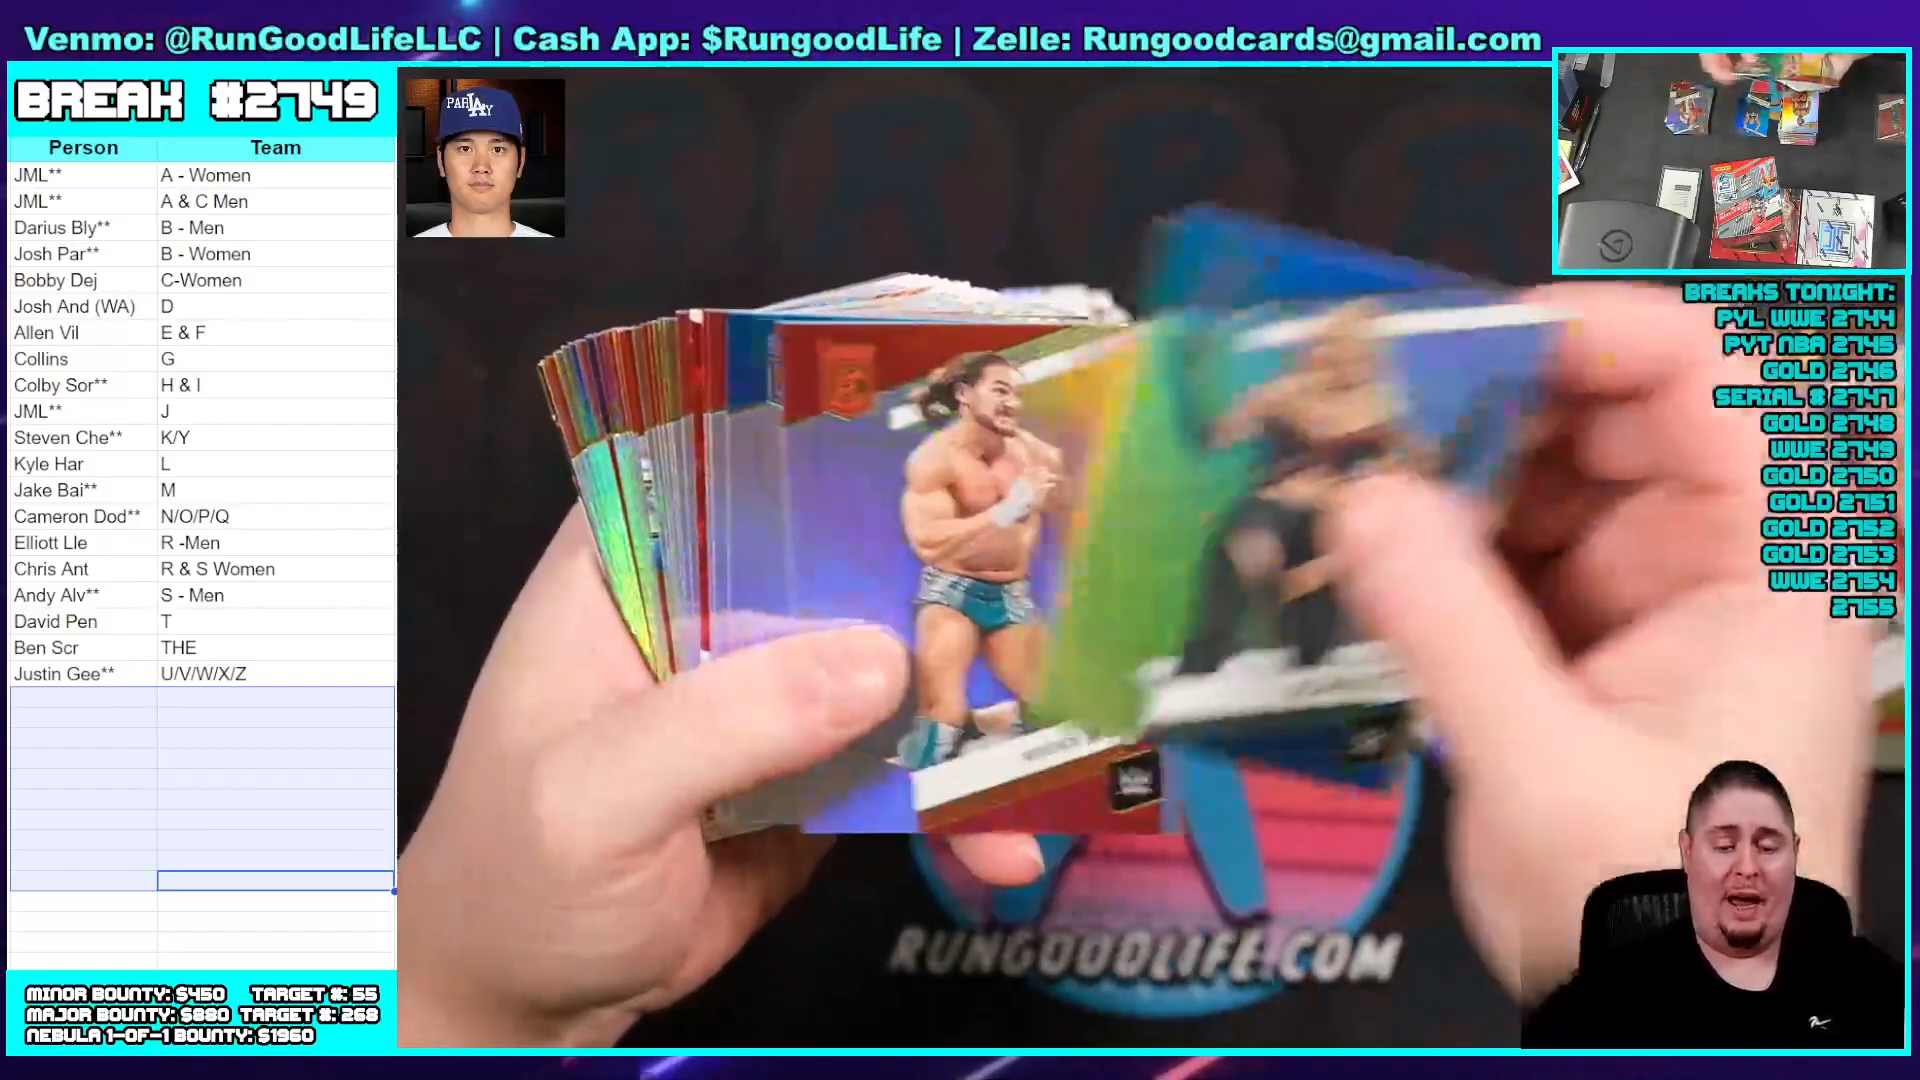 Venmo: @RunGoodLifeLLC | Cash App: $RungoodLife | Zelle: Rungoodcards@gmail.com
BREAK #2749
Person Team
JML** A - Women
JML** A & C Men
Darius Bly** B - Men
Josh Par** B - Women
Bobby Dej C-Women
Josh And (WA) D
Allen Vil E & F
Collins G
Colby Sor** H & I
JML** J
Steven Che** K/Y
Kyle Har L
Jake Bai** M
Cameron Dod** N/O/P/Q
Elliott Lle R -Men
Chris Ant R & S Women
Andy Alv** S - Men
David Pen T
Ben Scr THE
Justin Gee** U/V/W/X/Z
MINOR BOUNTY: $450 TARGET #: 55
MAJOR BOUNTY: $880 TARGET #: 268
NEBULA 1-OF-1 BOUNTY: $1960
PARLAY
RUNGOODLIFE.COM
BREAKS TONIGHT:
PYL WWE 2744
PYT NBA 2745
GOLD 2746
SERIAL # 2747
GOLD 2748
WWE 2749
GOLD 2750
GOLD 2751
GOLD 2752
GOLD 2753
WWE 2754
2755